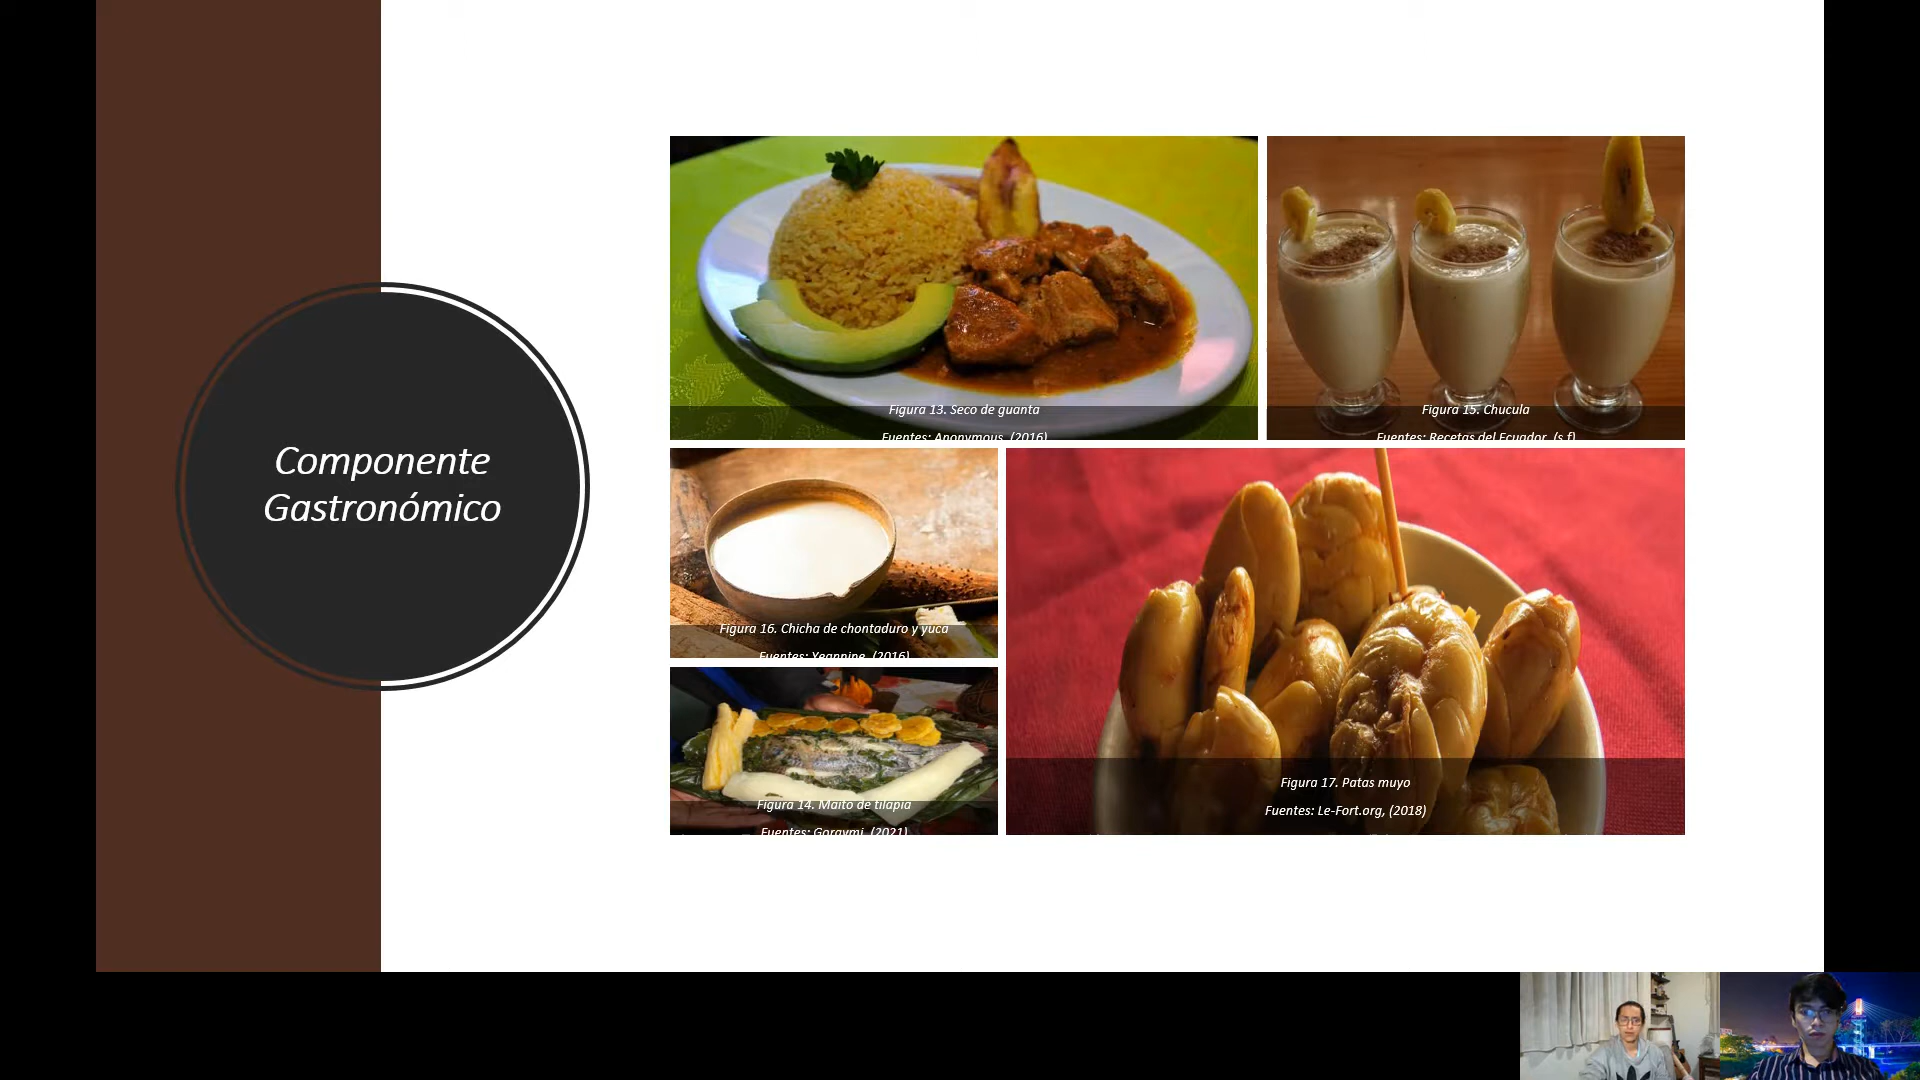 Componente
Gastronómico
Figura 13. Seco de guanta
Fuentes: Anonymous, (2016)
Figura 15. Chucula
Fuentes: Recetas del Ecuador, (s.f)
Figura 16. Chicha de chontaduro y yuca
Fuentes: Yeannine, (2016)
Figura 14. Maito de tilapia
Fuentes: Goraymi, (2021)
Figura 17. Patas muyo
Fuentes: Le-Fort.org, (2018)